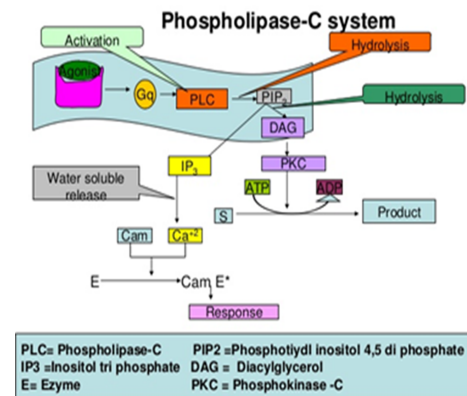 Phospholipase-C system
Activation
Hydrolysis
Agonist
Gq
PLC
PIP2
Hydrolysis
DAG
IP3
PKC
Water soluble
release
ATP
ADP
S
Product
Cam
Ca+2
E
Cam E*
Response
PLC= Phospholipase-C PIP2 =Phosphotiydl inositol 4,5 di phosphate
IP3 =Inositol tri phosphate DAG = Diacylglycerol
E= Ezyme PKC = Phosphokinase -C